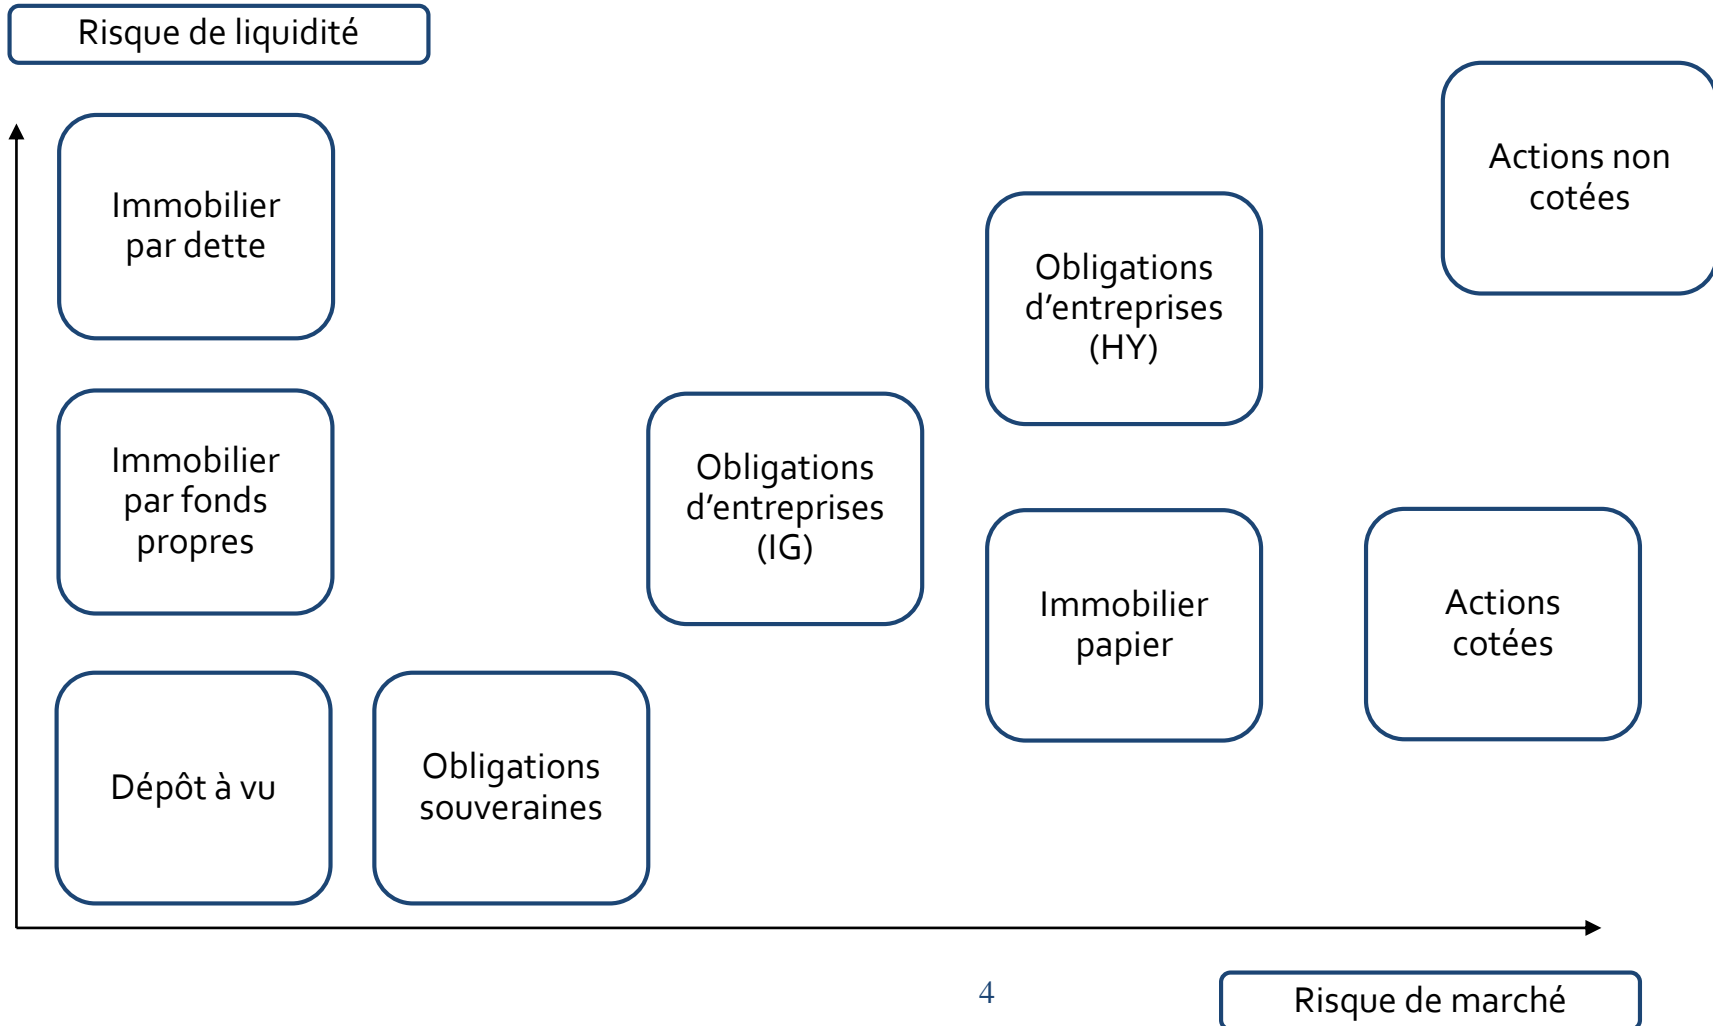 Risque de liquidité
Actions non
cotées
Immobilier
par dette
Obligations
d’entreprises
(HY)
Immobilier
par fonds
propres
Obligations
d’entreprises
(IG)
Immobilier
papier
Actions
cotées
Dépôt à vu
Obligations
souveraines
4
Risque de marché